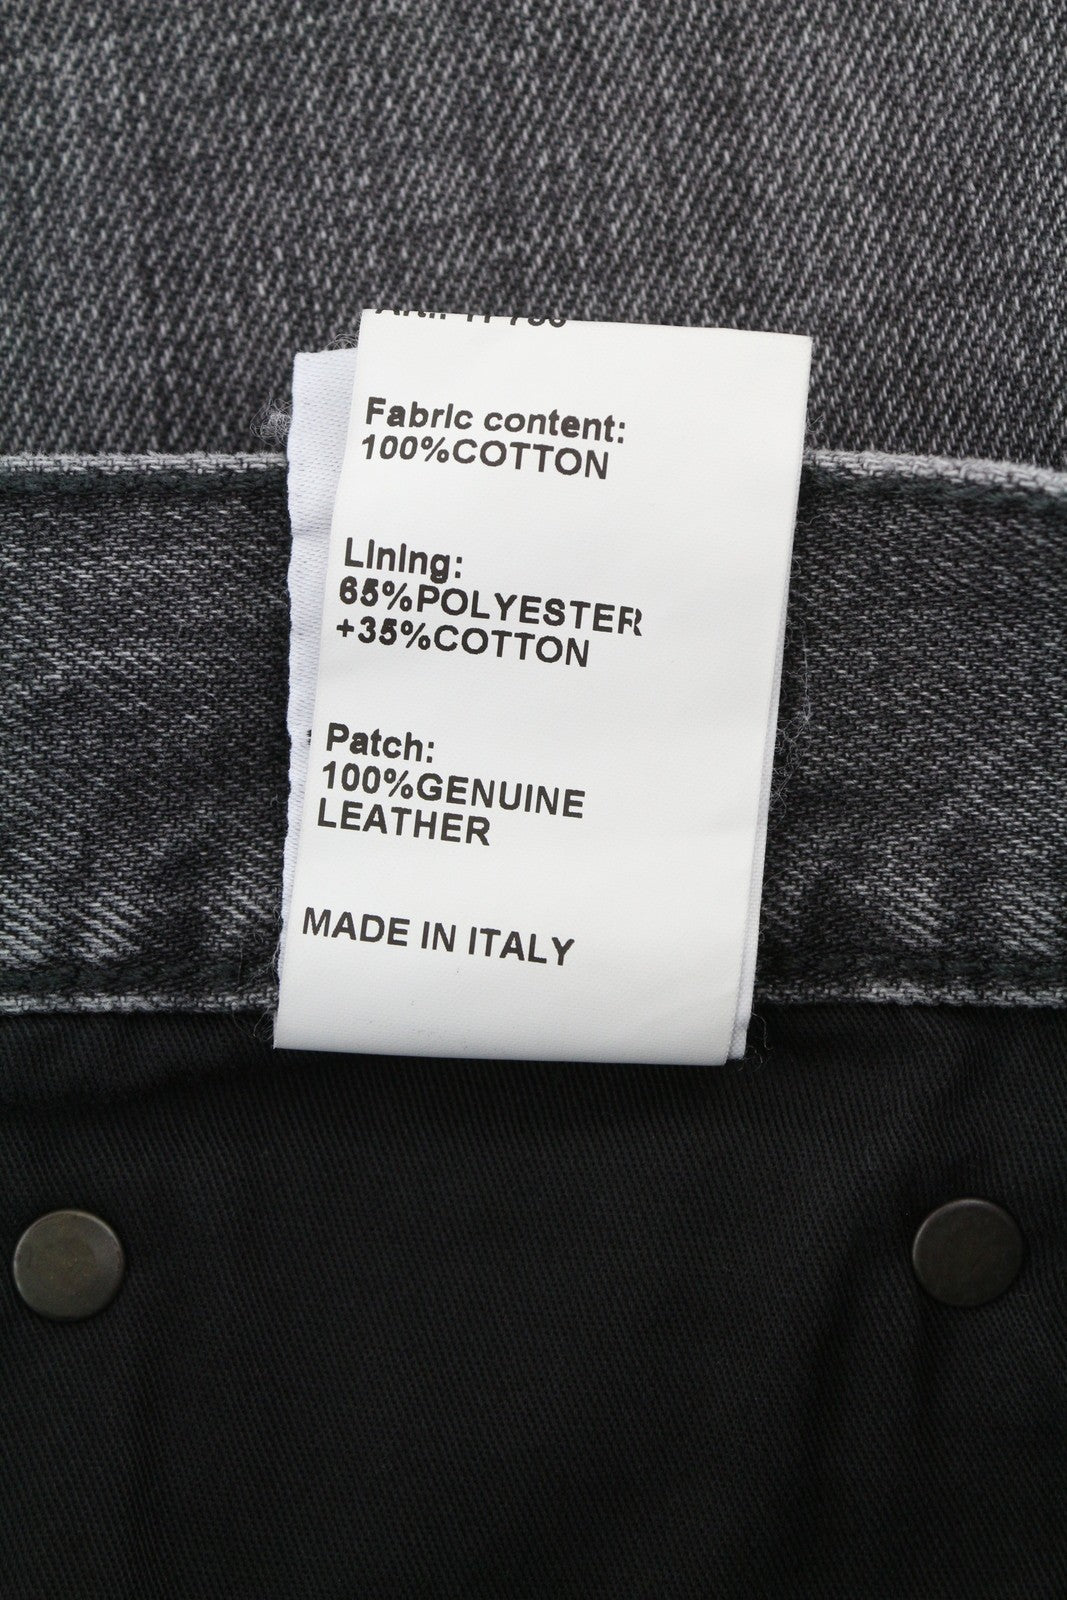 Fabric content:
100%COTTON
Lining:
65%POLYESTER
+35%COTTON
Patch:
100%GENUINE
LEATHER
MADE IN ITALY